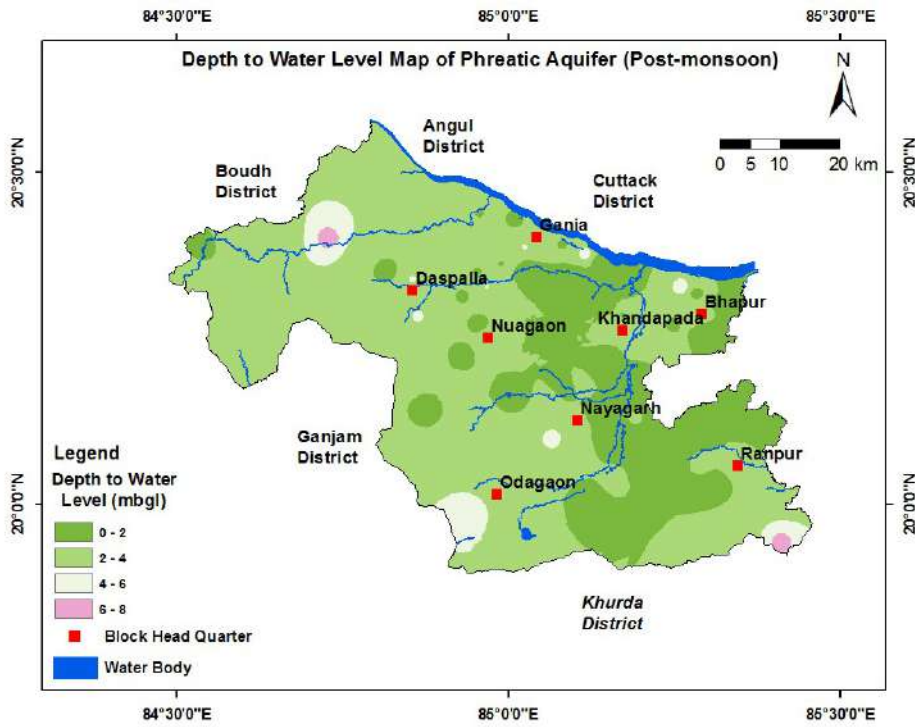 84°30'0"E
85°0'0"E
85°30'0"E
Depth to Water Level Map of Phreatic Aquifer (Post-monsoon)
N
0 5 10 20 km
20°30'0"N
20°30'0"N
Angul
District
Boudh
District
Cuttack
District
Gania
Daspalla
Bhapur
Khandapada
Nuagaon
Nayagarh
Ganjam
District
Ranpur
Odagaon
20°0'0"N
20°0'0"N
Khurda
District
Legend
Depth to Water
Level (mbgl)
0 - 2
2 - 4
4 - 6
6 - 8
Block Head Quarter
Water Body
84°30'0"E
85°0'0"E
85°30'0"E